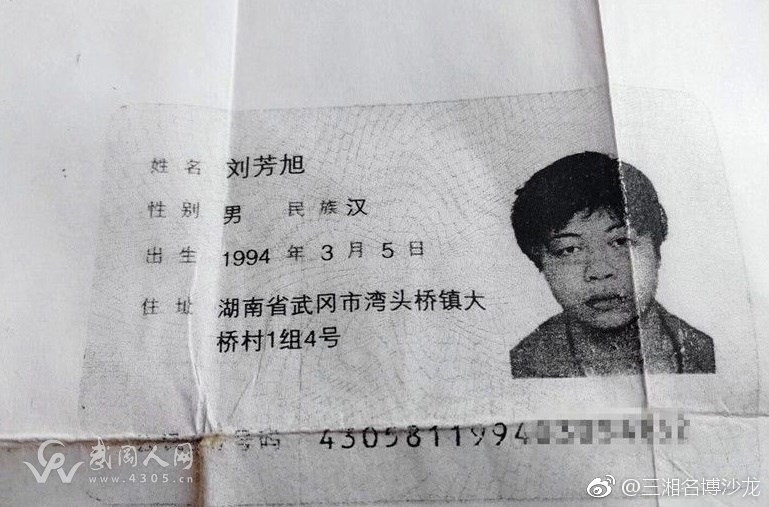 姓名 刘芳旭
性别 男 民族 汉
出生 1994 年 3 月 5 日
住址 湖南省武冈市湾头桥镇大
桥村1组4号
号码 4305811994
武冈人网
www.4305.cn
@三湘名博沙龙